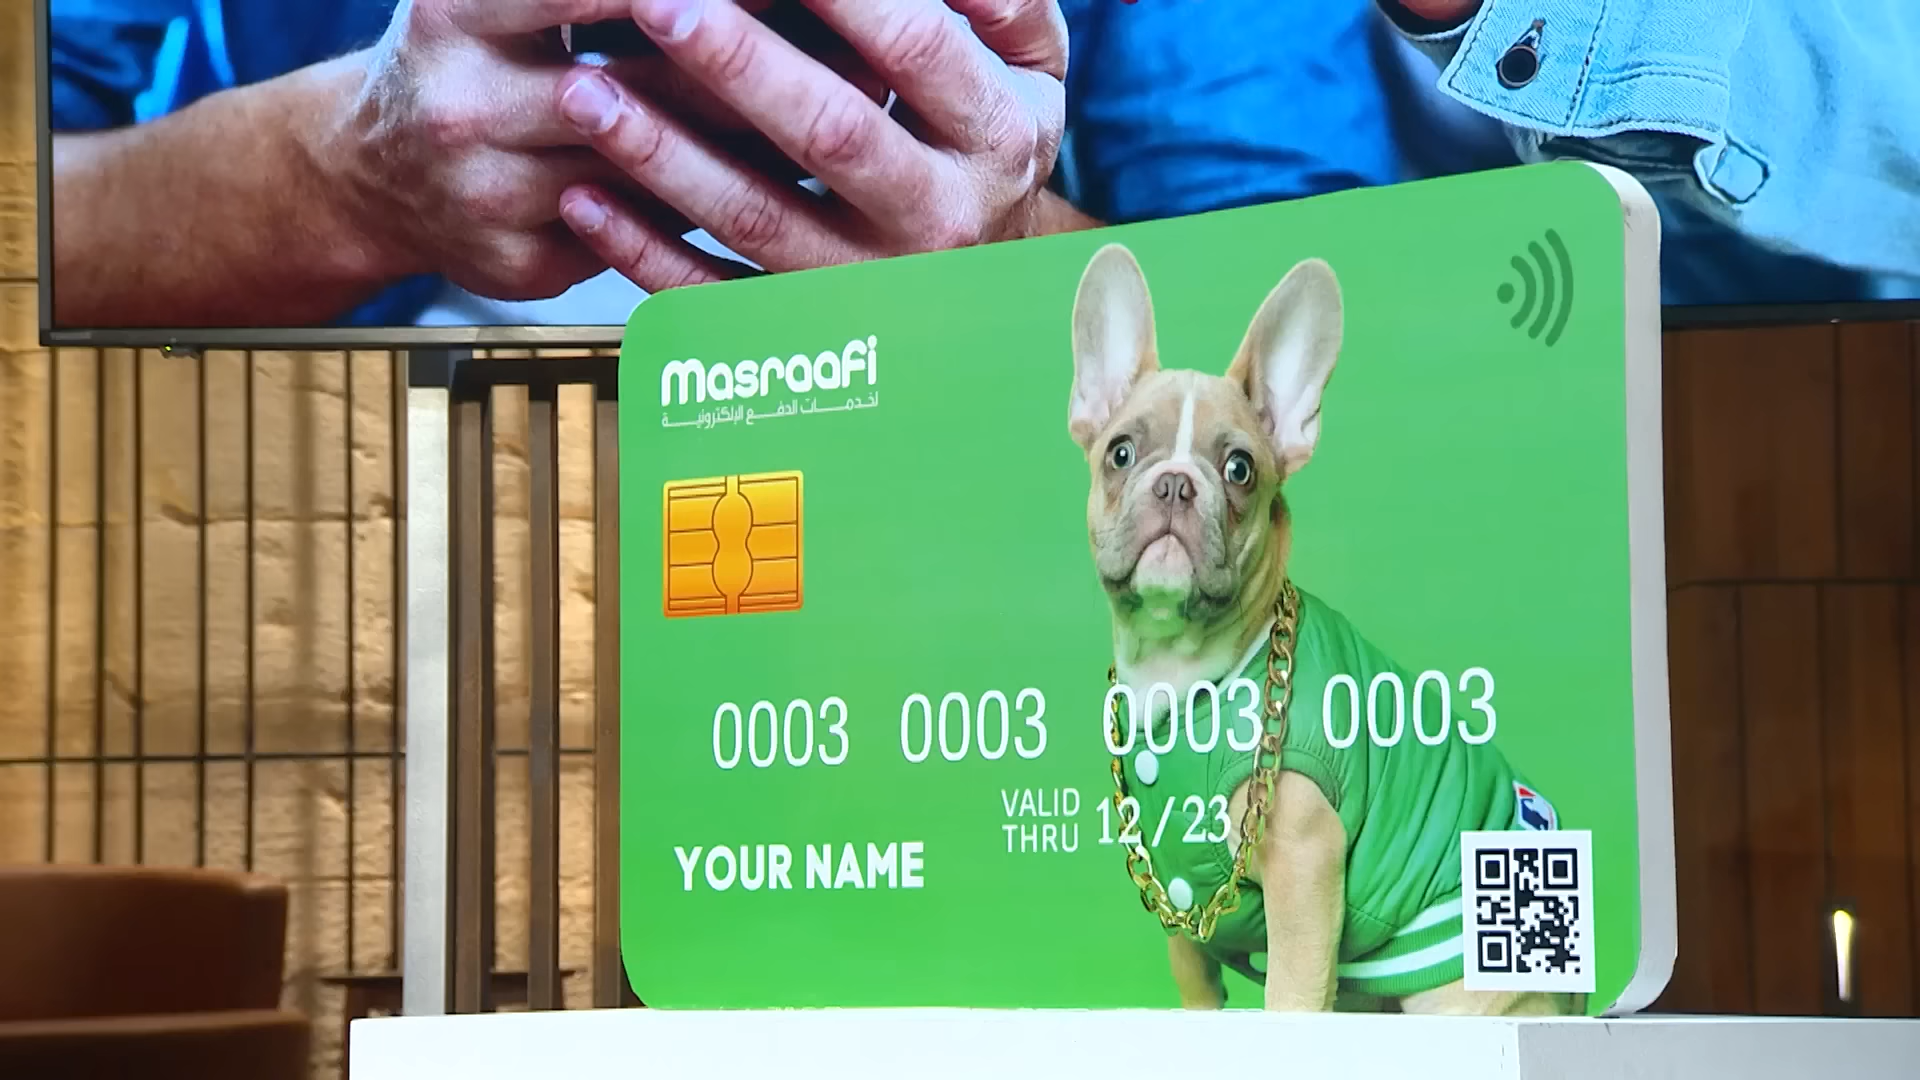 masraafi
لخدمات الدفع الإلكترونية
0003 0003 0003 0003
VALID THRU 12/23
YOUR NAME